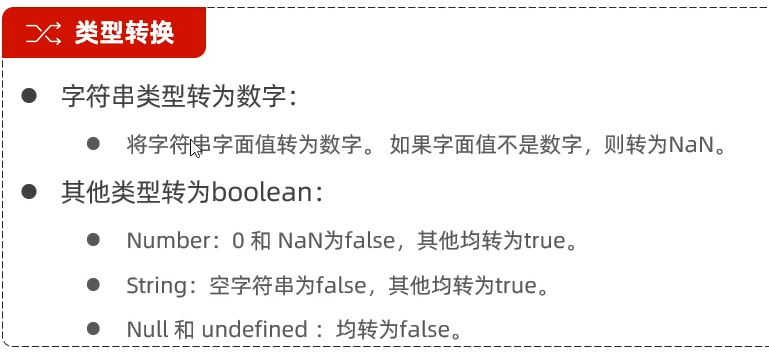 类型转换
字符串类型转为数字：
将字符串字面值转为数字。 如果字面值不是数字，则转为NaN。
其他类型转为boolean：
Number：0 和 NaN为false，其他均转为true。
String：空字符串为false，其他均转为true。
Null 和 undefined ：均转为false。